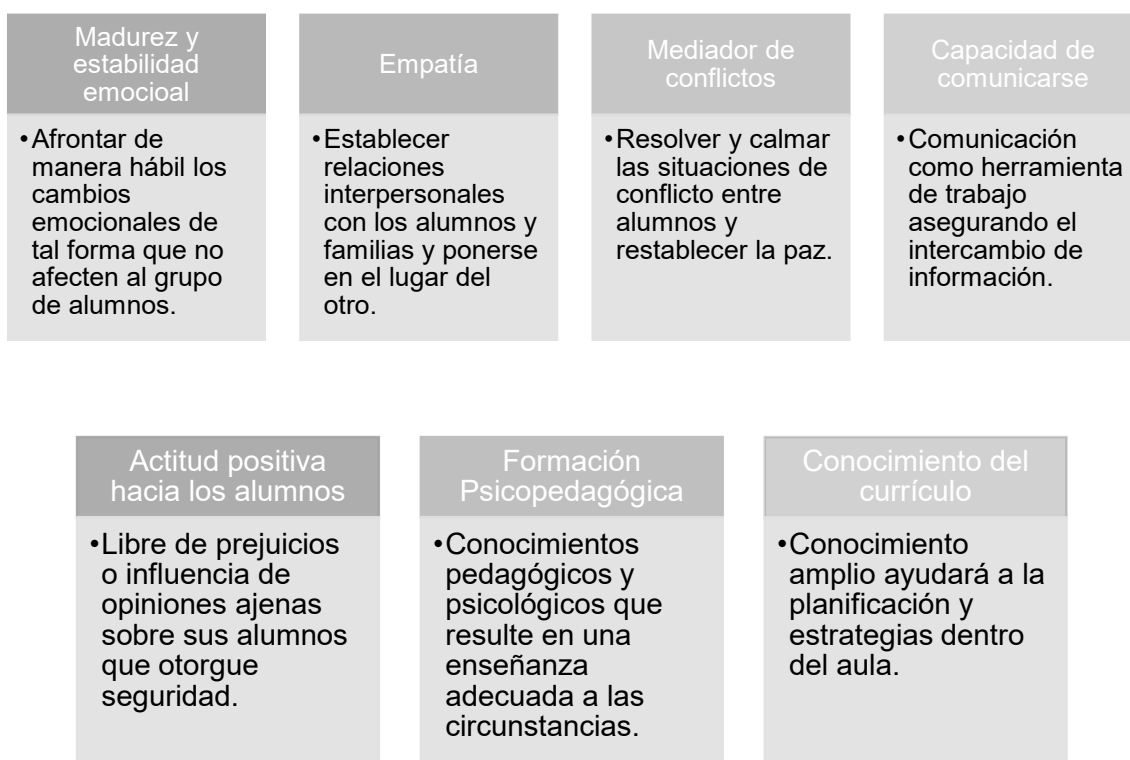 Madurez y
estabilidad
emocioal
•Afrontar de
manera hábil los
cambios
emocionales de
tal forma que no
afecten al grupo
de alumnos.
Empatía
•Establecer
relaciones
interpersonales
con los alumnos y
familias y ponerse
en el lugar del
otro.
Mediador de
conflictos
•Resolver y calmar
las situaciones de
conflicto entre
alumnos y
restablecer la paz.
Capacidad de
comunicarse
•Comunicación
como herramienta
de trabajo
asegurando el
intercambio de
información.
Actitud positiva
hacia los alumnos
•Libre de prejuicios
o influencia de
opiniones ajenas
sobre sus alumnos
que otorgue
seguridad.
Formación
Psicopedagógica
•Conocimientos
pedagógicos y
psicológicos que
resulte en una
enseñanza
adecuada a las
circunstancias.
Conocimiento del
currículo
•Conocimiento
amplio ayudará a la
planificación y
estrategias dentro
del aula.